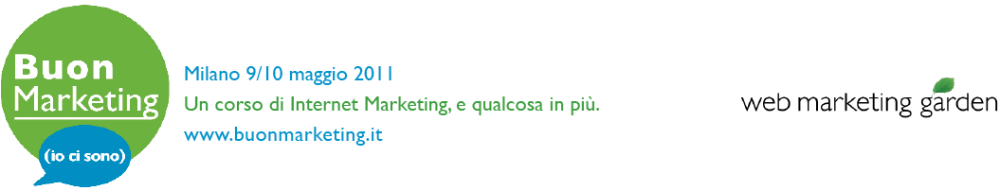 Buon
Marketing
(io ci sono)
Milano 9/10 maggio 2011
Un corso di Internet Marketing, e qualcosa in più.
www.buonmarketing.it
web marketing garden